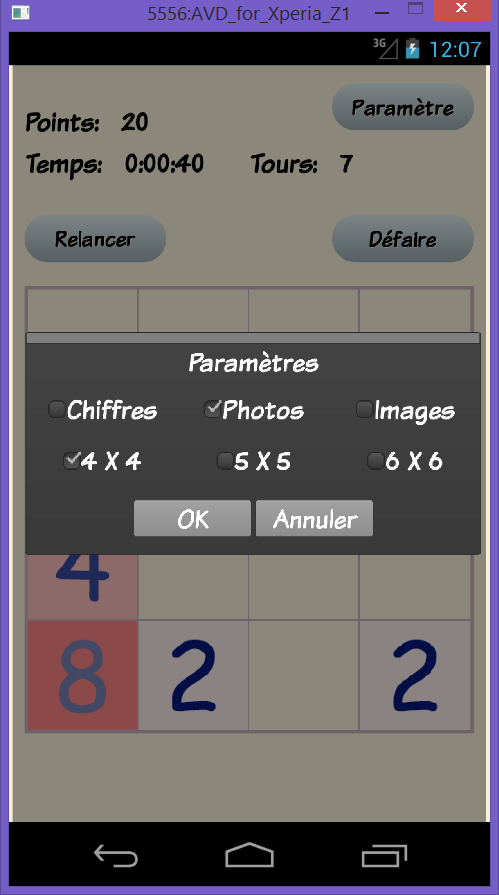 5556:AVD_for_Xperia_Z1
3G 12:07
Paramètre
Points: 20
Temps: 0:00:40 Tours: 7
Relancer Défaire
Paramètres
Chiffres Photos Images
4 X 4 5 X 5 6 X 6
OK Annuler
4
8 2 2